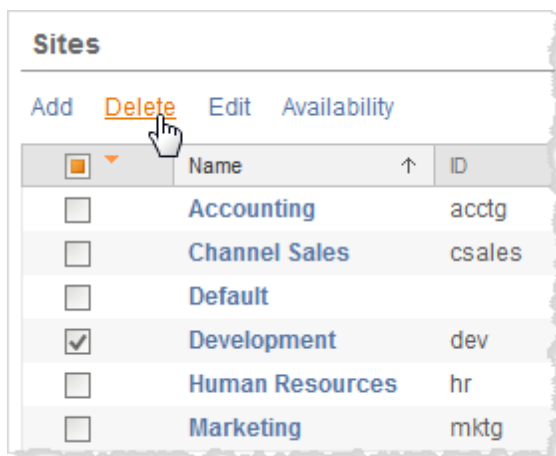 Sites
Add Delete Edit Availability
Name ID
Accounting acctg
Channel Sales csales
Default
Development dev
Human Resources hr
Marketing mktg